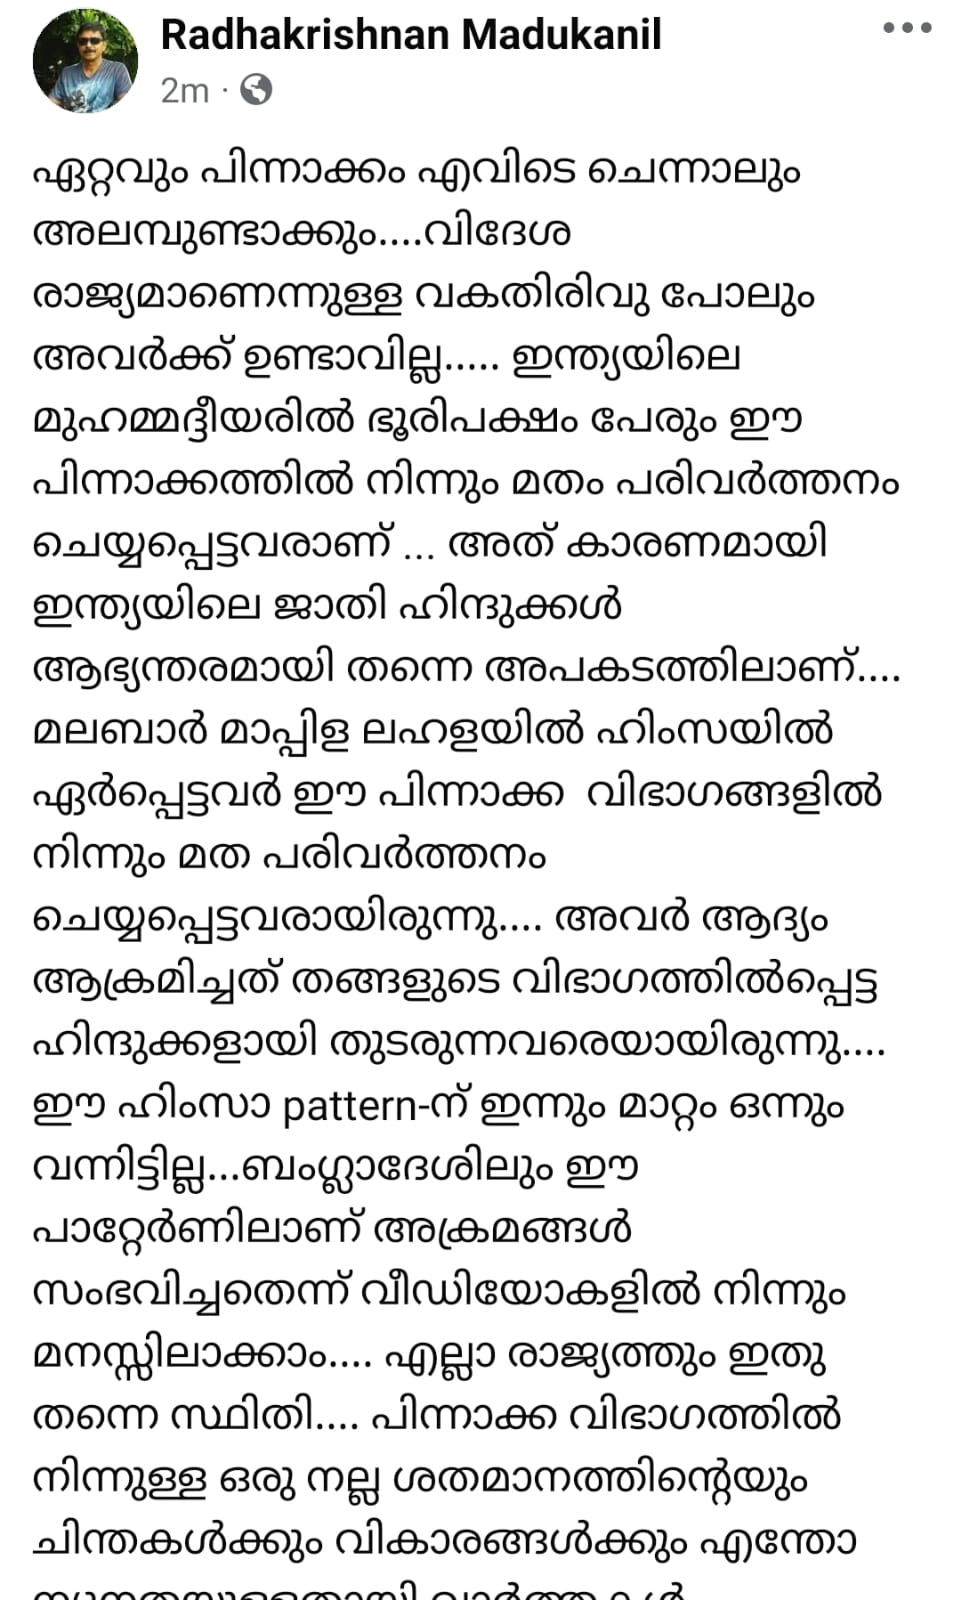 Radhakrishnan Madukanil
2m ·
ഏറ്റവും പിന്നാക്കം എവിടെ ചെന്നാലും
അലമ്പുണ്ടാക്കും....വിദേശ
രാജ്യമാണെന്നുള്ള വകതിരിവു പോലും
അവർക്ക് ഉണ്ടാവില്ല..... ഇന്ത്യയിലെ
മുഹമ്മദ്ദീയരിൽ ഭൂരിപക്ഷം പേരും ഈ
പിന്നാക്കത്തിൽ നിന്നും മതം പരിവർത്തനം
ചെയ്യപ്പെട്ടവരാണ് ... അത് കാരണമായി
ഇന്ത്യയിലെ ജാതി ഹിന്ദുക്കൾ
ആഭ്യന്തരമായി തന്നെ അപകടത്തിലാണ്....
മലബാർ മാപ്പിള ലഹളയിൽ ഹിംസയിൽ
ഏർപ്പെട്ടവർ ഈ പിന്നാക്ക വിഭാഗങ്ങളിൽ
നിന്നും മത പരിവർത്തനം
ചെയ്യപ്പെട്ടവരായിരുന്നു.... അവർ ആദ്യം
ആക്രമിച്ചത് തങ്ങളുടെ വിഭാഗത്തിൽപ്പെട്ട
ഹിന്ദുക്കളായി തുടരുന്നവരെയായിരുന്നു....
ഈ ഹിംസാ pattern-ന് ഇന്നും മാറ്റം ഒന്നും
വന്നിട്ടില്ല...ബംഗ്ലാദേശിലും ഈ
പാറ്റേർണിലാണ് അക്രമങ്ങൾ
സംഭവിച്ചതെന്ന് വീഡിയോകളിൽ നിന്നും
മനസ്സിലാക്കാം.... എല്ലാ രാജ്യത്തും ഇതു
തന്നെ സ്ഥിതി.... പിന്നാക്ക വിഭാഗത്തിൽ
നിന്നുള്ള ഒരു നല്ല ശതമാനത്തിന്റെയും
ചിന്തകൾക്കും വികാരങ്ങൾക്കും എന്തോ